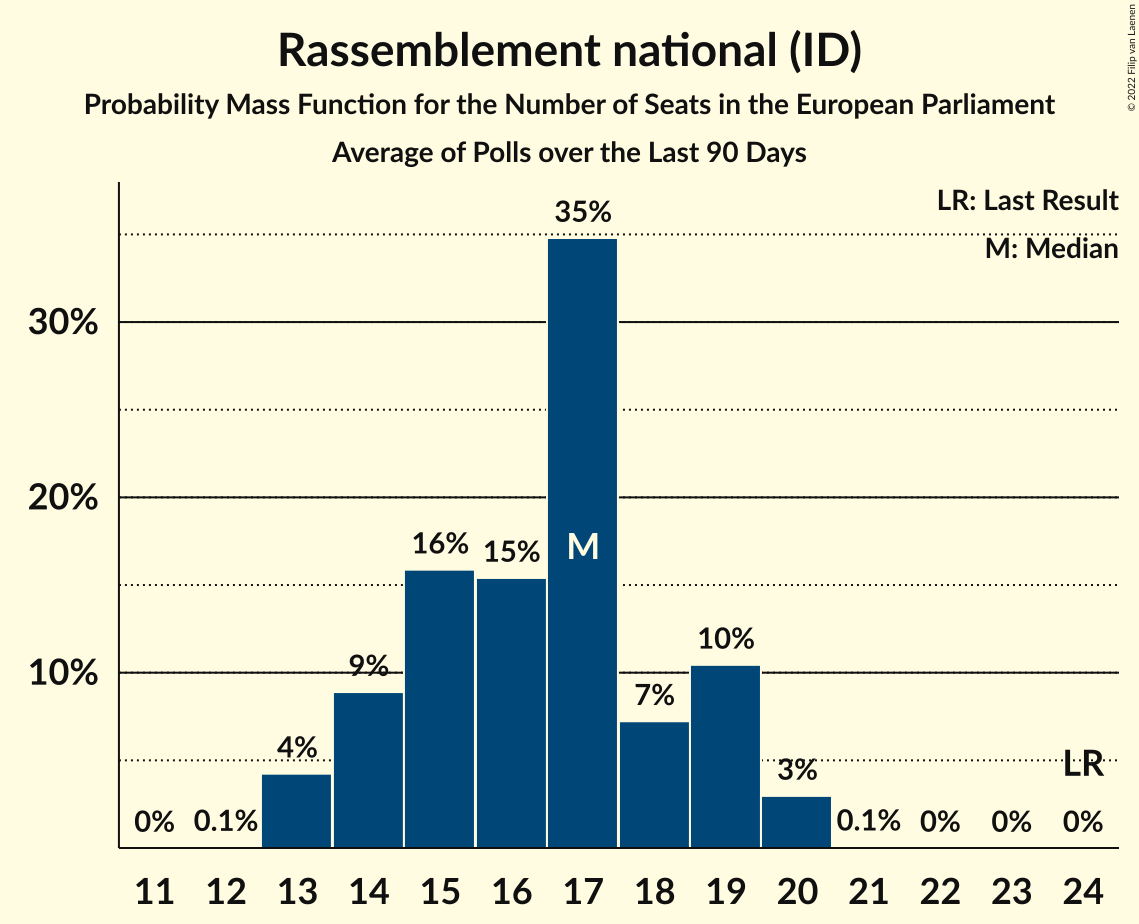 Rassemblement national (ID)
Probability Mass Function for the Number of Seats in the European Parliament
Average of Polls over the Last 90 Days
© 2022 Filip van Laenen
LR: Last Result
M: Median
35%
30%
20%
16%
15%
M
10%
10%
9%
7%
4%
3%
LR
0%
0.1%
0.1%
0%
0%
0%
11 12 13 14 15 16 17 18 19 20 21 22 23 24